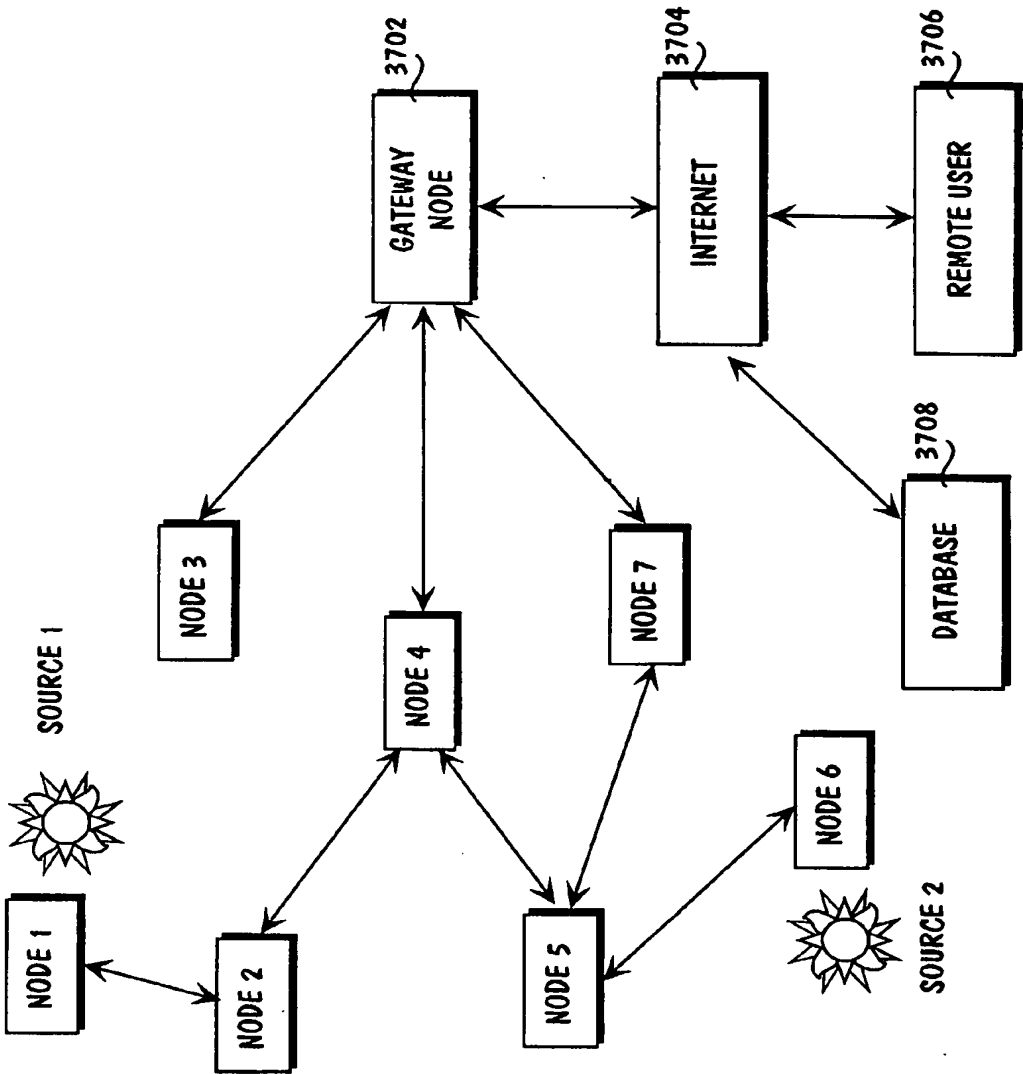 NODE 1
SOURCE 1
NODE 2
NODE 3
NODE 4
GATEWAY
NODE
3702
NODE 5
NODE 7
INTERNET
3704
NODE 6
SOURCE 2
DATABASE
3708
REMOTE USER
3706